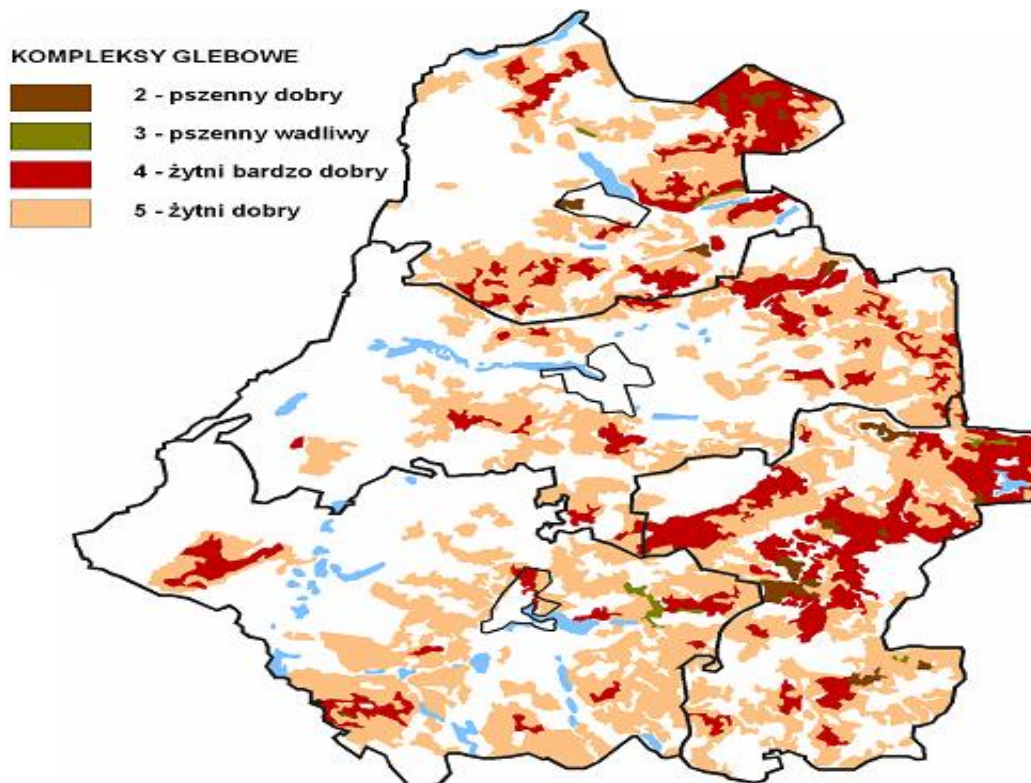 KOMPLEKSY GLEBOWE
2 - pszenny dobry
3 - pszenny wadliwy
4 - żytni bardzo dobry
5 - żytni dobry